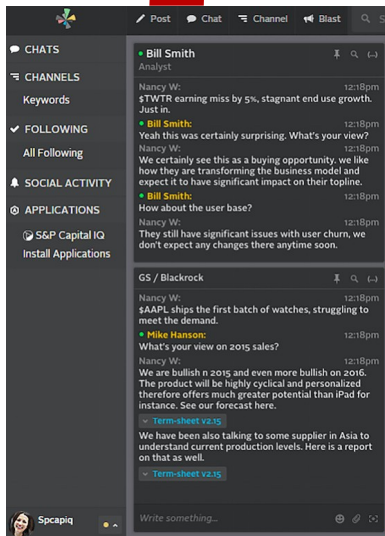 Post
Chat
Channel
Blast
CHATS
CHANNELS
Keywords
FOLLOWING
All Following
SOCIAL ACTIVITY
APPLICATIONS
S&P Capital IQ
Install Applications
Spcapiq
Bill Smith
Analyst
Nancy W: 12:18pm
$TWTR earning miss by 5%, stagnant end use growth.
Just in.
Bill Smith: 12:18pm
Yeah this was certainly surprising. What's your view?
Nancy W: 12:18pm
We certainly see this as a buying opportunity. we like
how they are transforming the business model and
expect it to have significant impact on their topline.
Bill Smith: 12:18pm
How about the user base?
Nancy W: 12:18pm
They still have significant issues with user churn, we
don't expect any changes there anytime soon.
GS / Blackrock
Nancy W: 12:18pm
$AAPL ships the first batch of watches, struggling to
meet the demand.
Mike Hanson: 12:18pm
What's your view on 2015 sales?
Nancy W: 12:18pm
We are bullish n 2015 and even more bullish on 2016.
The product will be highly cyclical and personalized
therefore offers much greater potential than iPad for
instance. See our forecast here.
Term-sheet v2.15
We have been also talking to some supplier in Asia to
understand current production levels. Here is a report
on that as well.
Term-sheet v2.15
Write something...